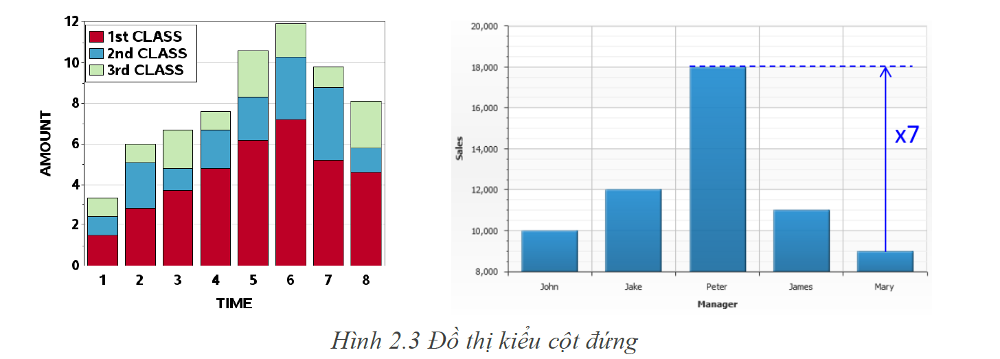 12
10
8
6
4
2
0
AMOUNT
1st CLASS
2nd CLASS
3rd CLASS
1 2 3 4 5 6 7 8
TIME
20,000
18,000
16,000
14,000
12,000
10,000
8,000
Sales
x7
John Jake Peter James Mary
Manager
Hình 2.3 Đồ thị kiểu cột đứng